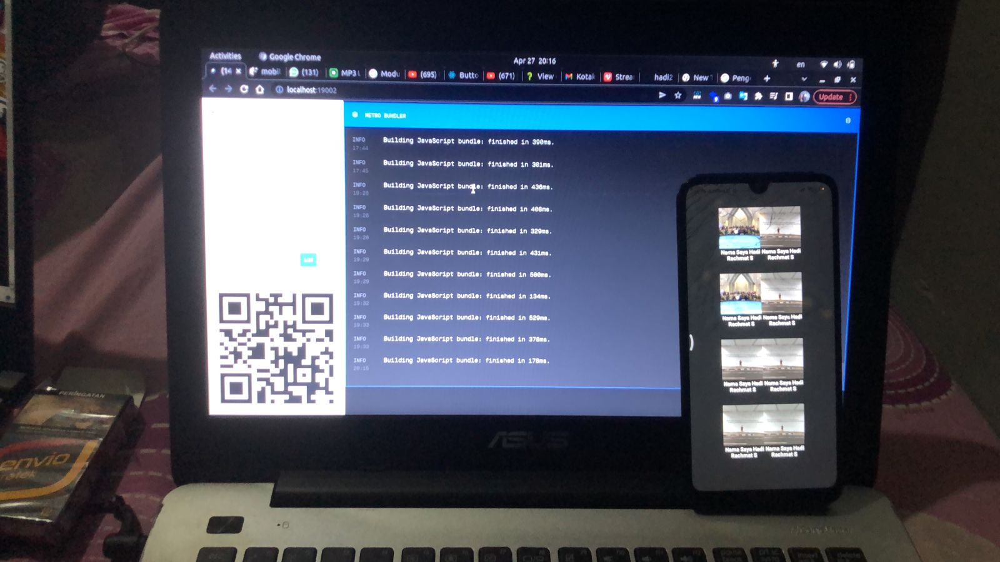 Activities Google Chrome Apr 27 20:16 en
(14 mobil (131) MP3 Modu (695) Butto (671) View Kotak Strea hadi2 New Peng
localhost:19002 Update
METRO BUNDLER
INFO Building JavaScript bundle: finished in 390ms.
17:44
INFO Building JavaScript bundle: finished in 301ms.
17:45
INFO Building JavaScript bundle: finished in 436ms.
19:28
INFO Building JavaScript bundle: finished in 408ms.
19:28
INFO Building JavaScript bundle: finished in 329ms.
19:28
INFO Building JavaScript bundle: finished in 431ms.
19:29
INFO Building JavaScript bundle: finished in 500ms.
19:29
INFO Building JavaScript bundle: finished in 134ms.
19:32
INFO Building JavaScript bundle: finished in 529ms.
19:33
INFO Building JavaScript bundle: finished in 376ms.
19:33
INFO Building JavaScript bundle: finished in 178ms.
20:15
Nama Saya Hadi Nama Saya Hadi
Rachmat S Rachmat S
Nama Saya Hadi Nama Saya Hadi
Rachmat S Rachmat S
Nama Saya Hadi Nama Saya Hadi
Rachmat S Rachmat S
Nama Saya Hadi Nama Saya Hadi
Rachmat S Rachmat S
ASUS
PERINGATAN
envio